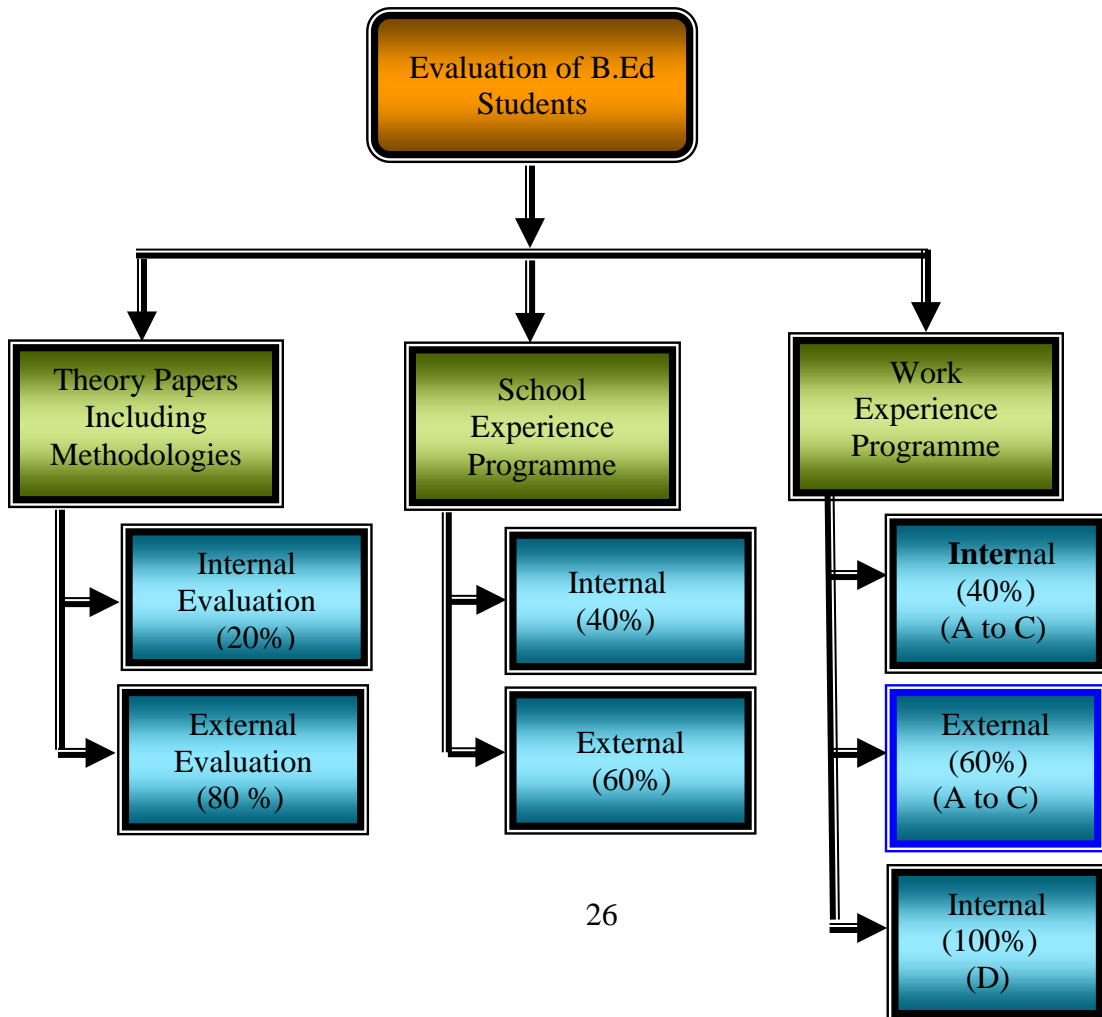 Evaluation of B.Ed
Students
Theory Papers
Including
Methodologies
Internal
Evaluation
(20%)
External
Evaluation
(80 %)
School
Experience
Programme
Internal
(40%)
External
(60%)
Work
Experience
Programme
Internal
(40%)
(A to C)
External
(60%)
(A to C)
Internal
(100%)
(D)
26